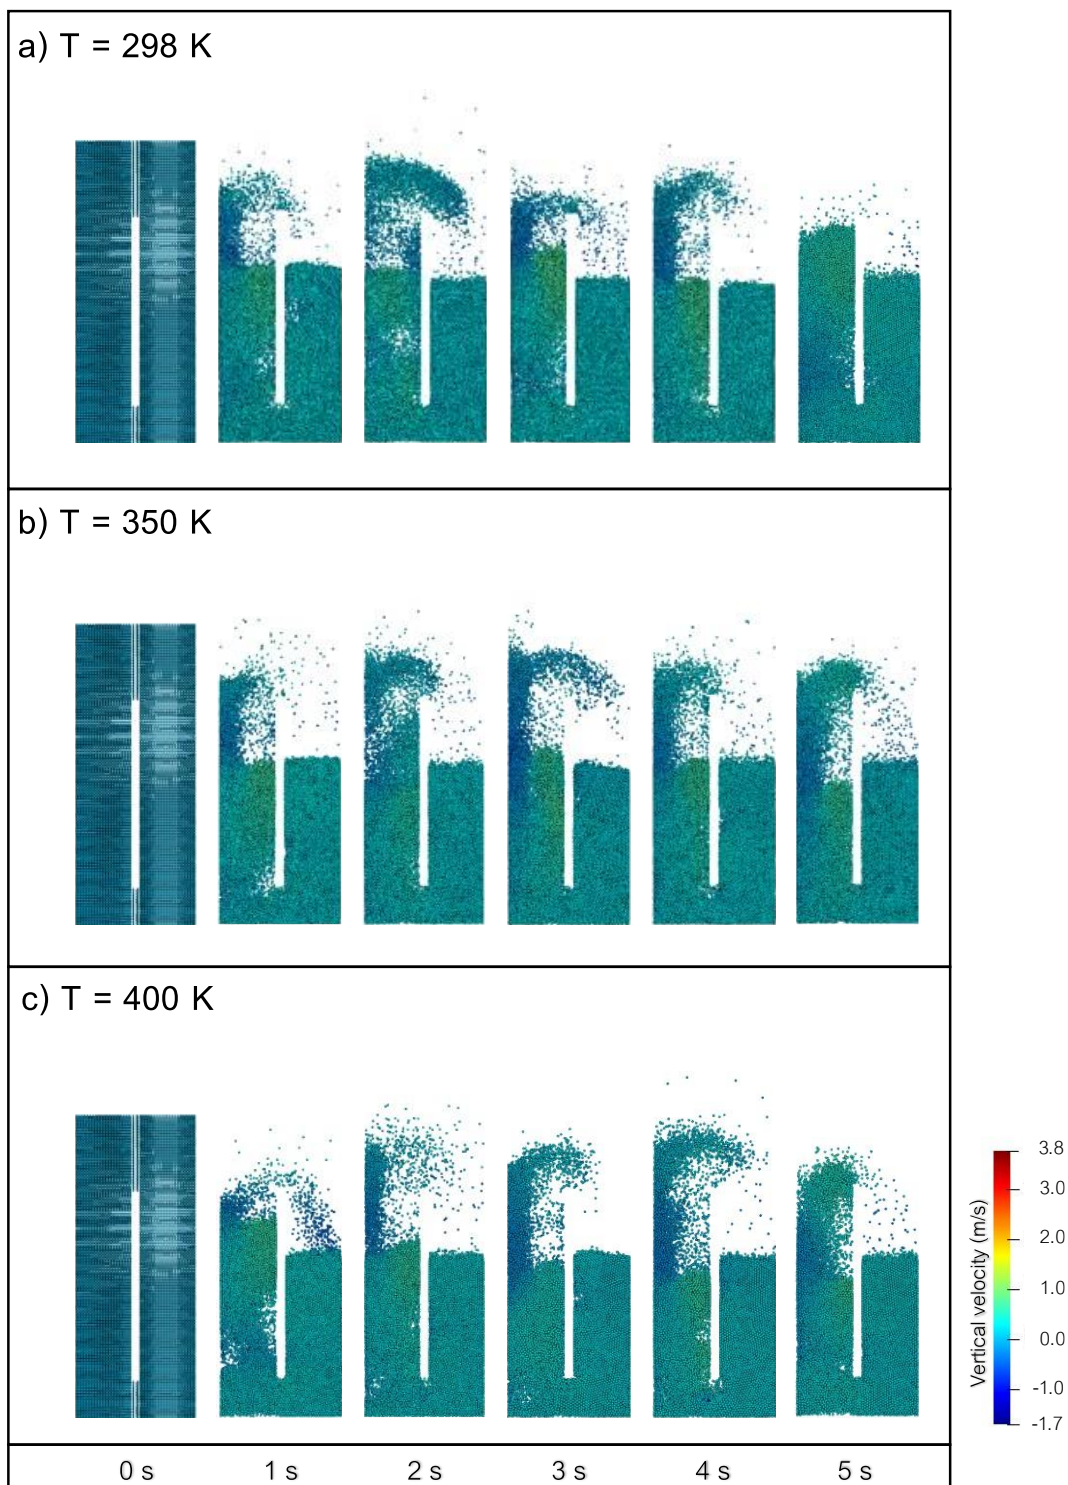 a) T = 298 K
b) T = 350 K
c) T = 400 K
Vertical velocity (m/s)
3.8
3.0
2.0
1.0
0.0
-1.0
-1.7
0 s
1 s
2 s
3 s
4 s
5 s